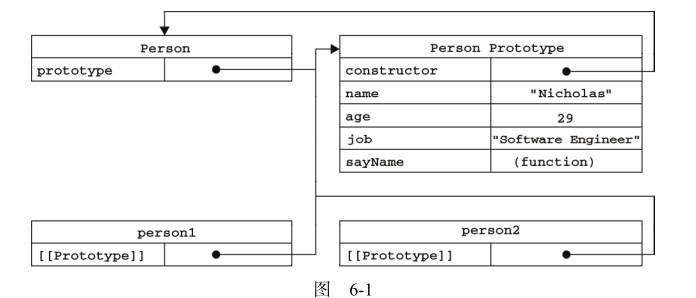 Person
prototype
Person Prototype
constructor
name "Nicholas"
age 29
job "Software Engineer"
sayName (function)
person1
[[Prototype]]
person2
[[Prototype]]
图 6-1